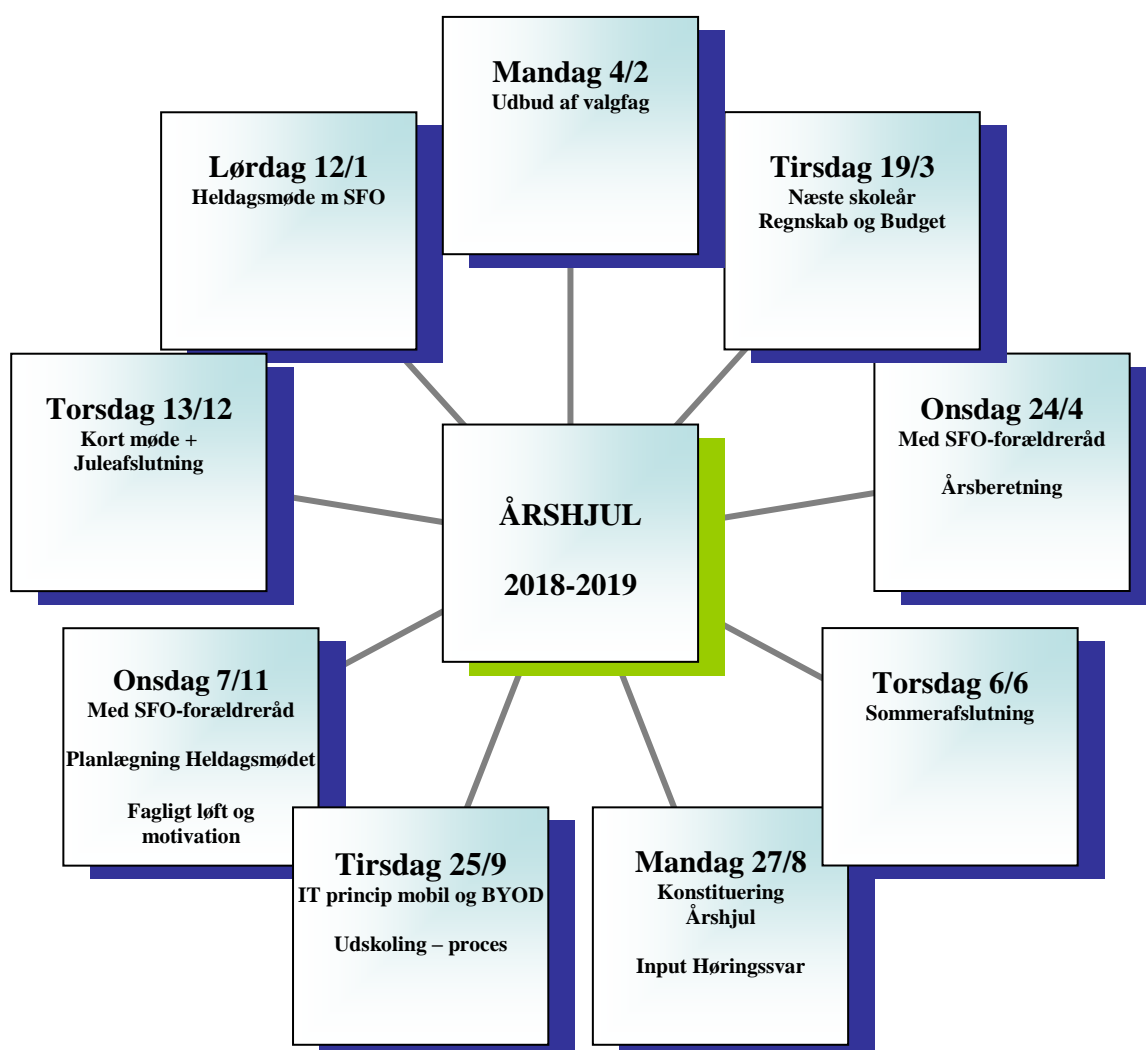 Mandag 4/2
Udbud af valgfag
Lørdag 12/1
Heldagsmøde m SFO
Tirsdag 19/3
Næste skoleår
Regnskab og Budget
Torsdag 13/12
Kort møde +
Juleafslutning
Onsdag 24/4
Med SFO-forældreråd
Årsberetning
ÅRSHJUL
2018-2019
Onsdag 7/11
Med SFO-forældreråd
Planlægning Heldagsmødet
Fagligt løft og
motivation
Torsdag 6/6
Sommerafslutning
Tirsdag 25/9
IT princip mobil og BYOD
Udskoling – proces
Mandag 27/8
Konstituering
Årshjul
Input Høringssvar